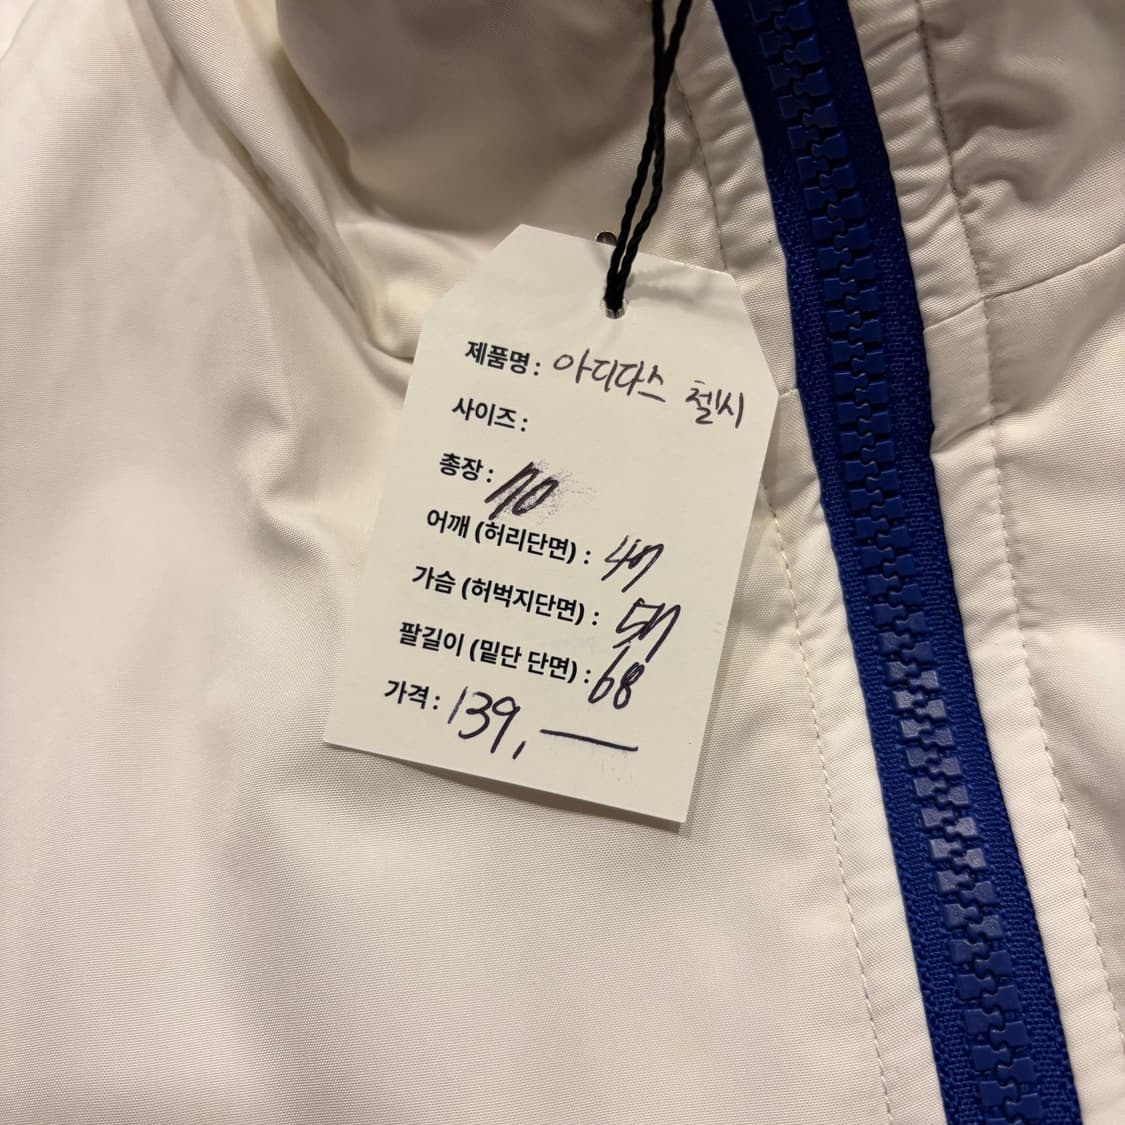 제품명 : 아디다스 첼씨
사이즈 :
총장 : 70
어깨 (허리단면) : 47
가슴 (허벅지단면) : 57
팔길이 (밑단 단면) : 68
가격 : 139,—